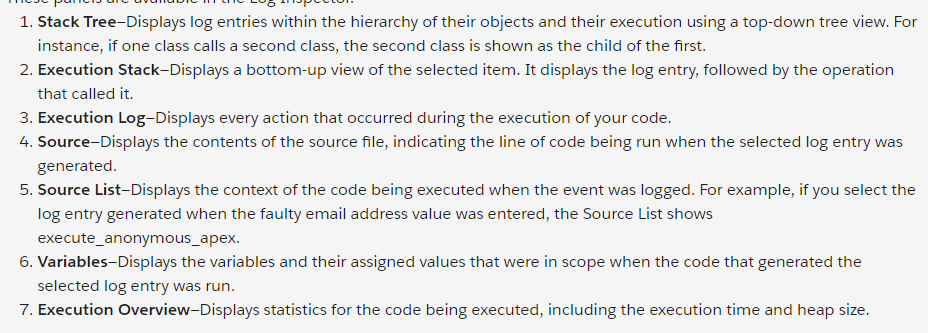 These panels are available in the Log Inspector.
1. Stack Tree–Displays log entries within the hierarchy of their objects and their execution using a top-down tree view. For
instance, if one class calls a second class, the second class is shown as the child of the first.
2. Execution Stack–Displays a bottom-up view of the selected item. It displays the log entry, followed by the operation
that called it.
3. Execution Log–Displays every action that occurred during the execution of your code.
4. Source–Displays the contents of the source file, indicating the line of code being run when the selected log entry was
generated.
5. Source List–Displays the context of the code being executed when the event was logged. For example, if you select the
log entry generated when the faulty email address value was entered, the Source List shows
execute_anonymous_apex.
6. Variables–Displays the variables and their assigned values that were in scope when the code that generated the
selected log entry was run.
7. Execution Overview–Displays statistics for the code being executed, including the execution time and heap size.